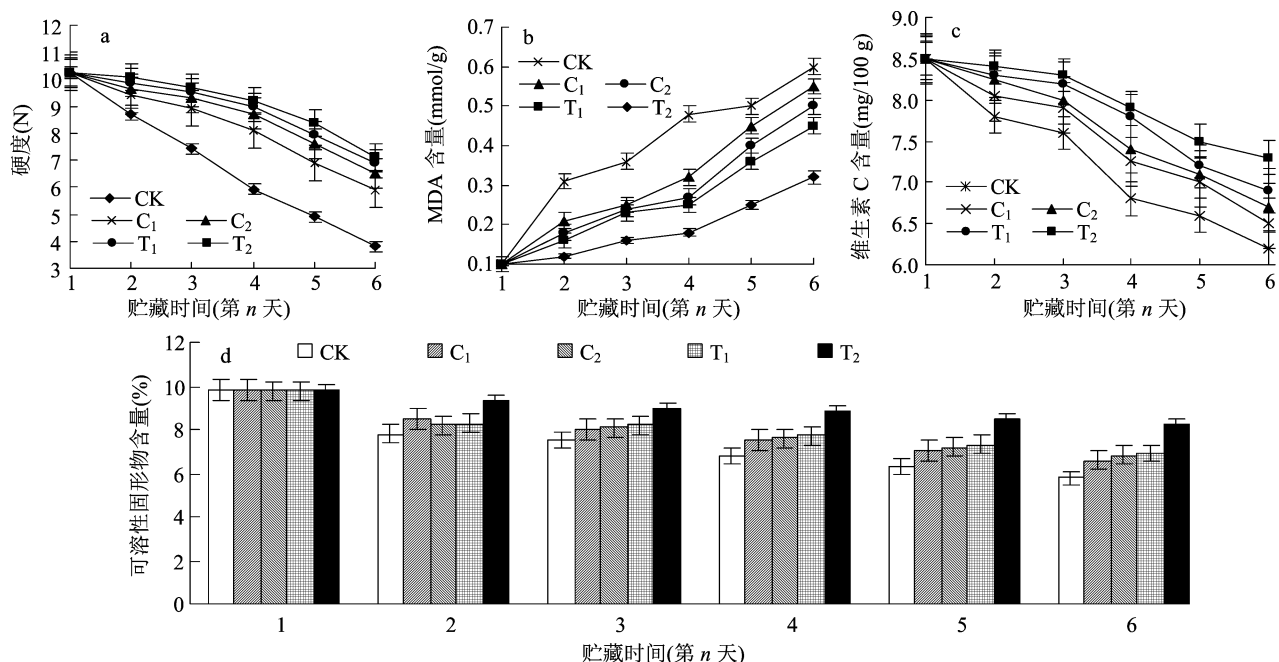 a
硬度(N)
11
10
9
8
7
6
5
4
3
CK
C₁ C₂
T₁ T₂
1 2 3 4 5 6
贮藏时间(第 n 天)
b
MDA 含量(mmol/g)
0.7
0.6
0.5
0.4
0.3
0.2
0.1
CK
C₁ C₂
T₁ T₂
1 2 3 4 5 6
贮藏时间(第 n 天)
c
维生素 C 含量(mg/100 g)
9.0
8.5
8.0
7.5
7.0
6.5
6.0
CK
C₁ C₂
T₁ T₂
1 2 3 4 5 6
贮藏时间(第 n 天)
d
CK C₁ C₂ T₁ T₂
可溶性固形物含量(%)
12
10
8
6
4
2
0
1 2 3 4 5 6
贮藏时间(第 n 天)